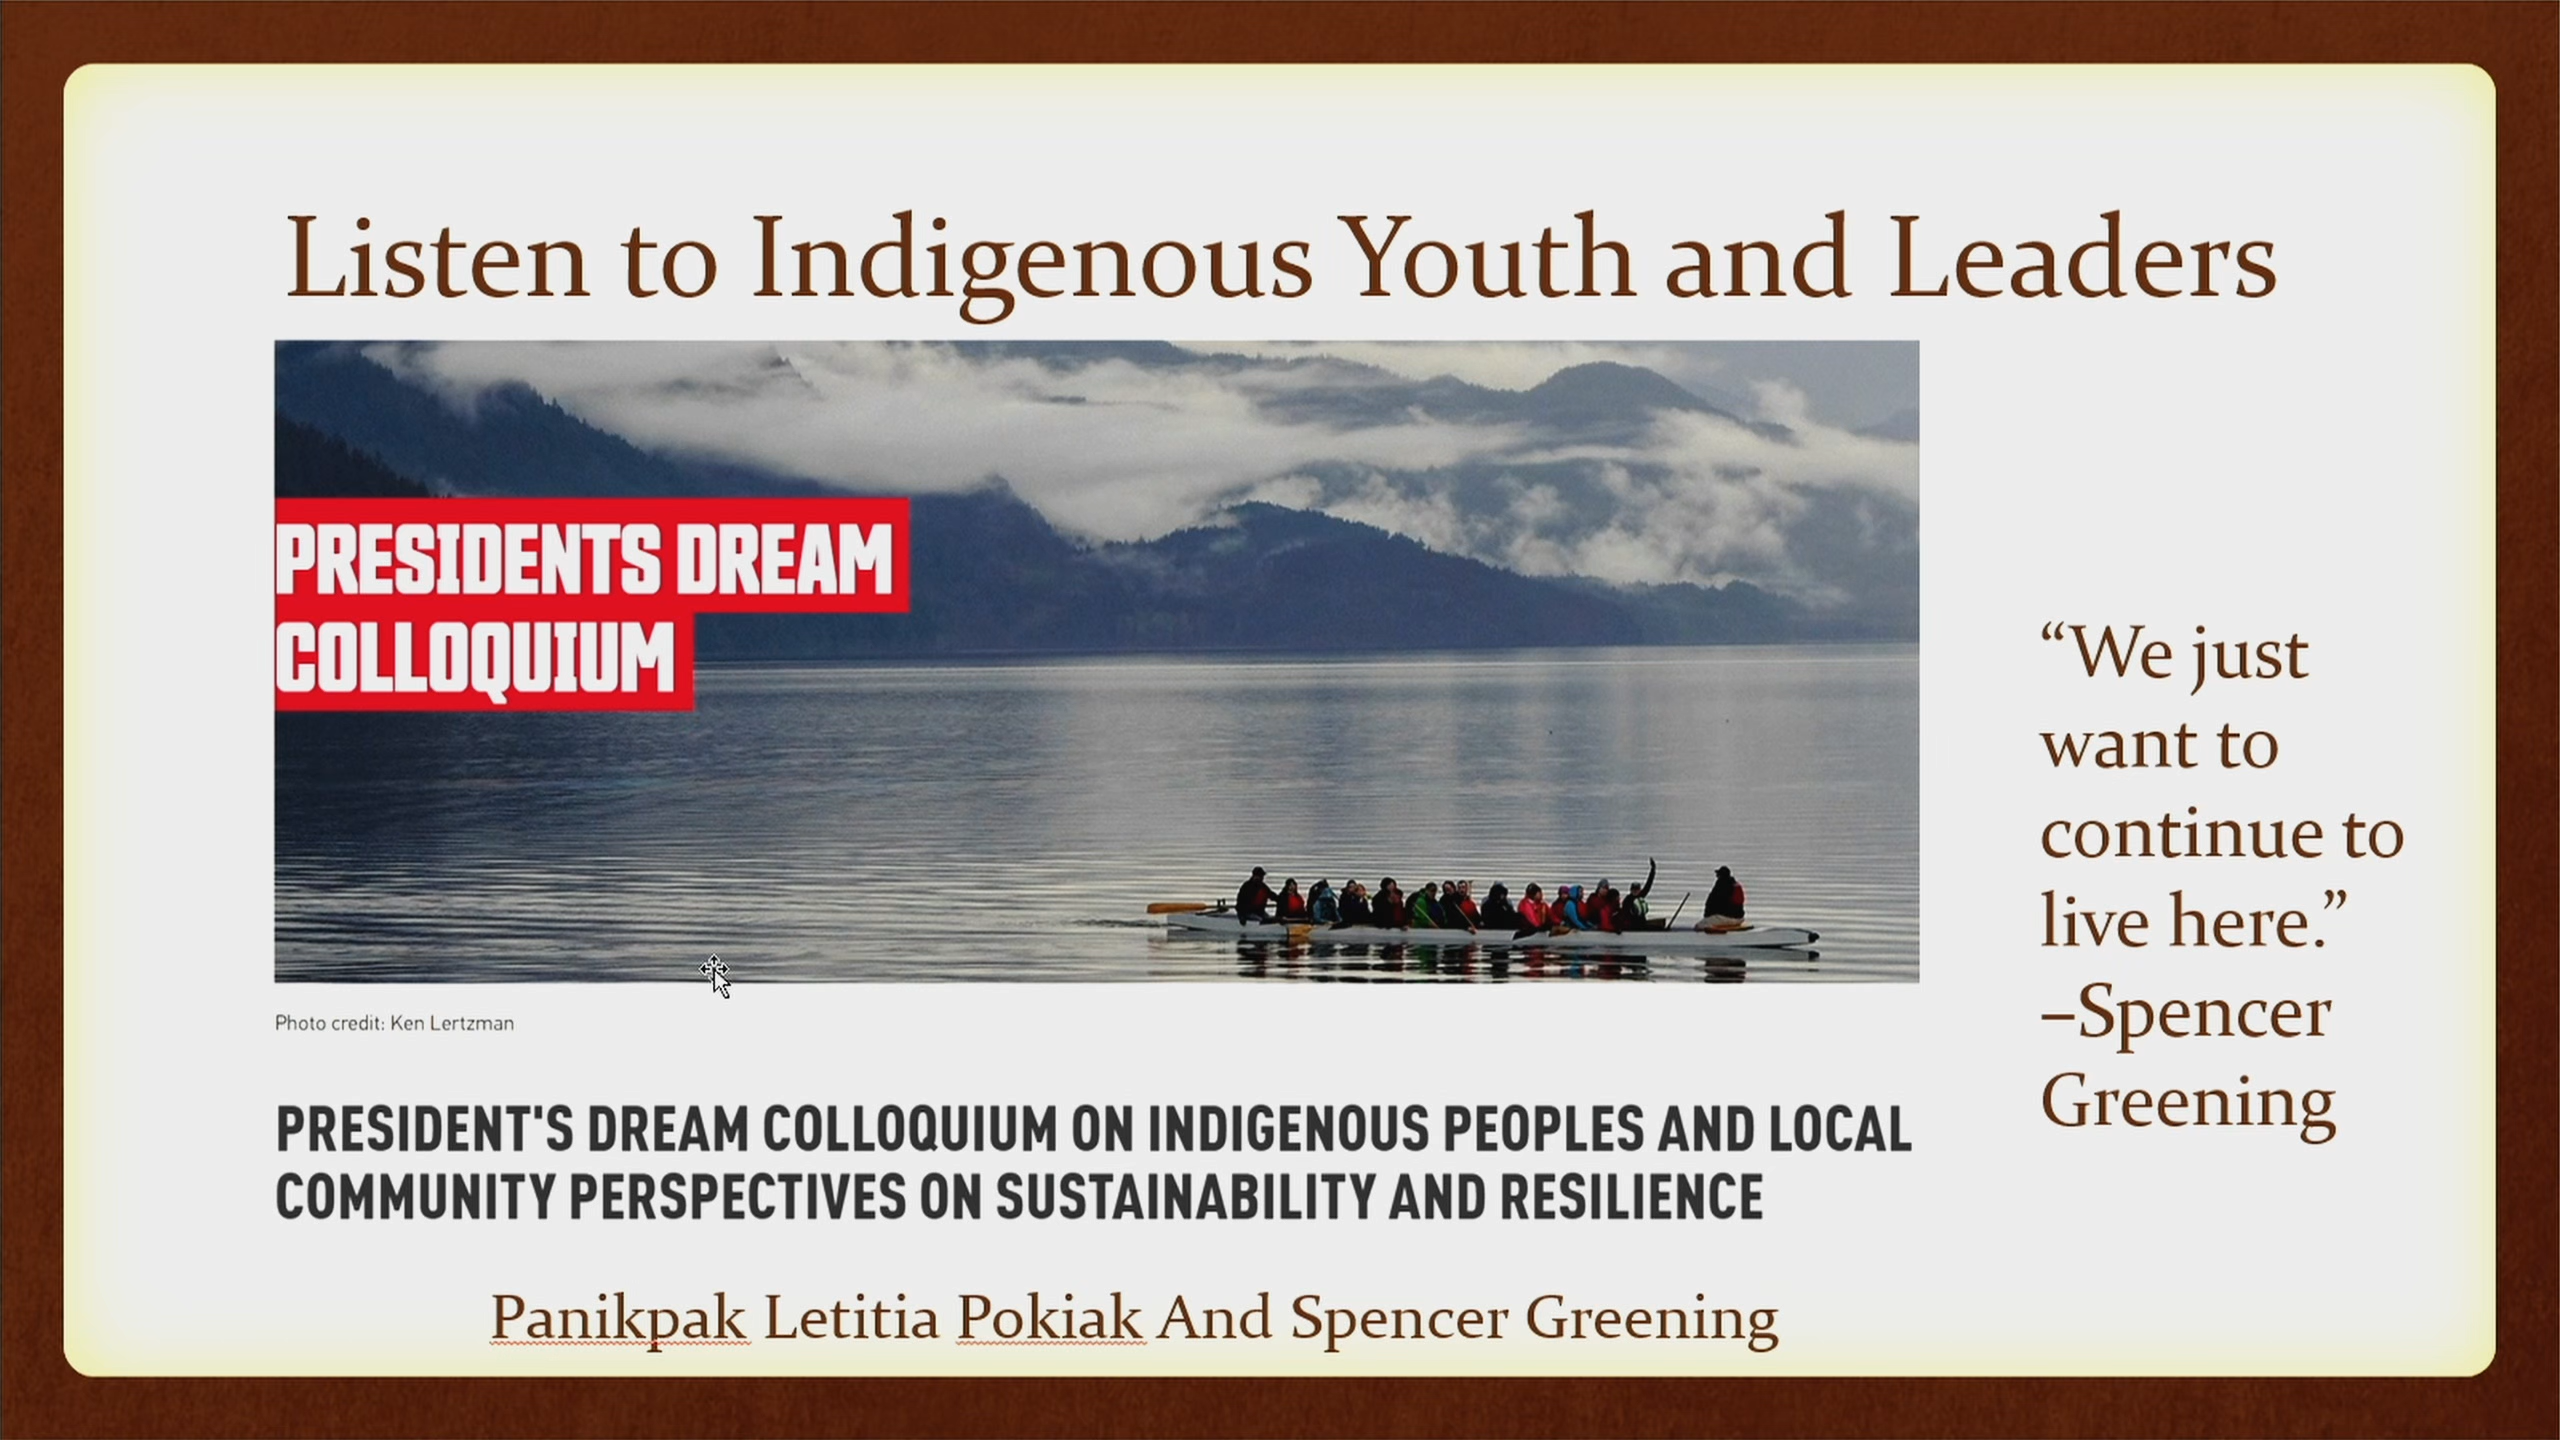 Listen to Indigenous Youth and Leaders
PRESIDENTS DREAM
COLLOQUIUM
“We just
want to
continue to
live here.”
–Spencer
Greening
Photo credit: Ken Lertzman
PRESIDENT'S DREAM COLLOQUIUM ON INDIGENOUS PEOPLES AND LOCAL
COMMUNITY PERSPECTIVES ON SUSTAINABILITY AND RESILIENCE
Panikpak Letitia Pokiak And Spencer Greening